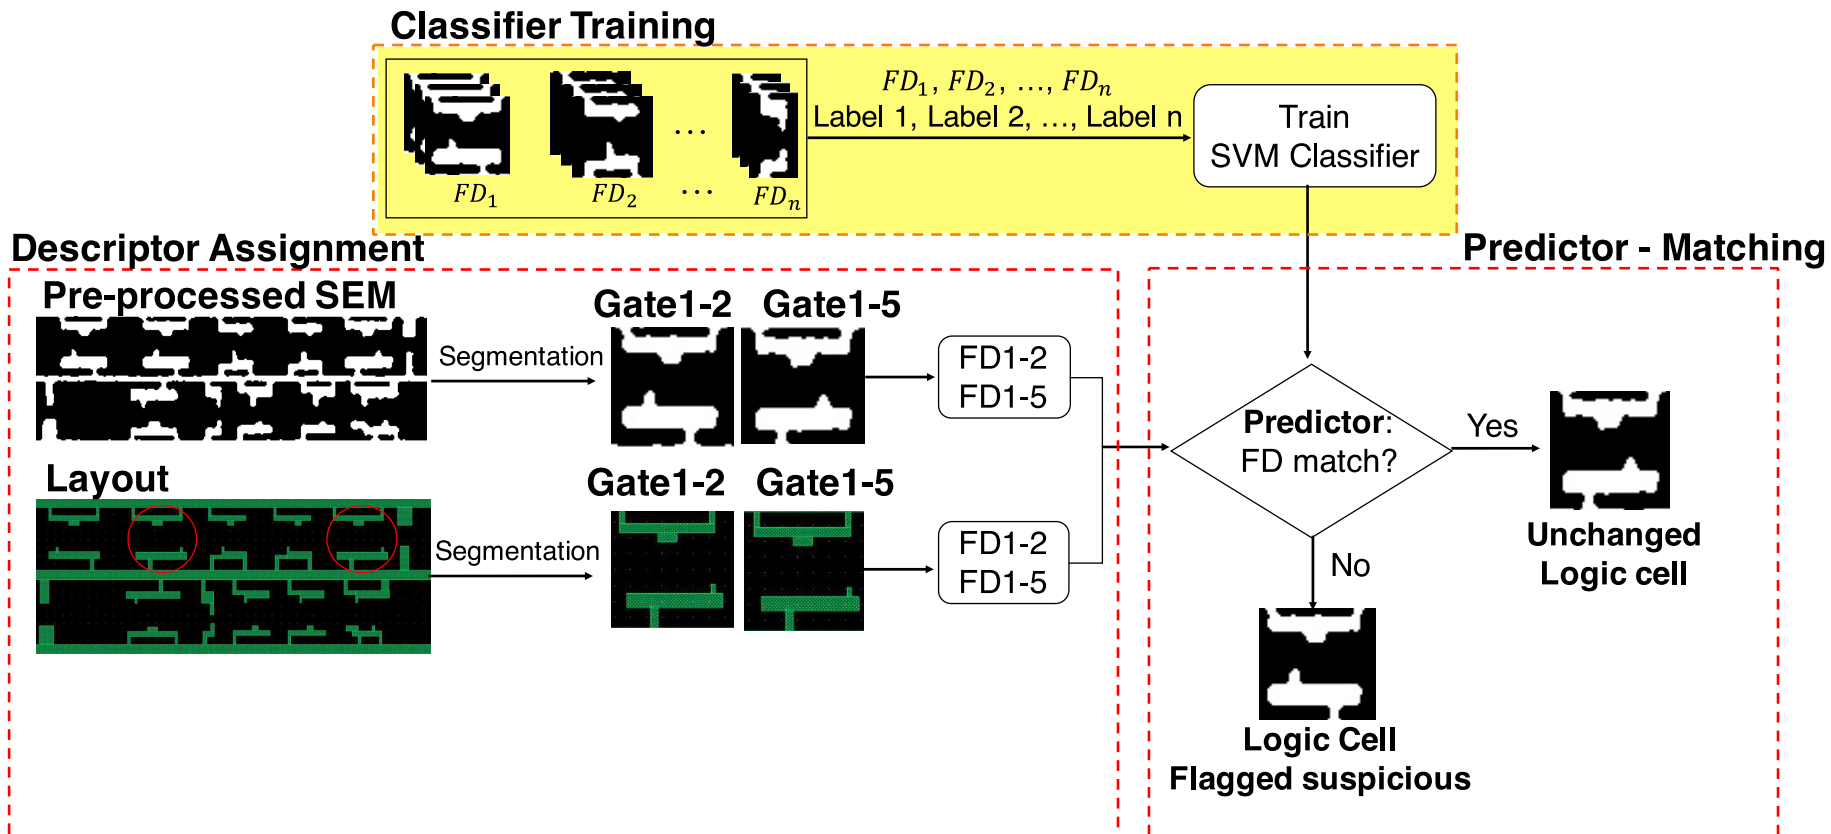 Classifier Training
FD₁, FD₂, ..., FDₙ
Label 1, Label 2, ..., Label n
Train
SVM Classifier
...
FD₁ FD₂ ... FDₙ
Descriptor Assignment
Predictor - Matching
Pre-processed SEM
Gate1-2 Gate1-5
Segmentation
FD1-2
FD1-5
Predictor:
FD match?
Yes
Unchanged
Logic cell
Layout
Gate1-2 Gate1-5
Segmentation
FD1-2
FD1-5
No
Logic Cell
Flagged suspicious